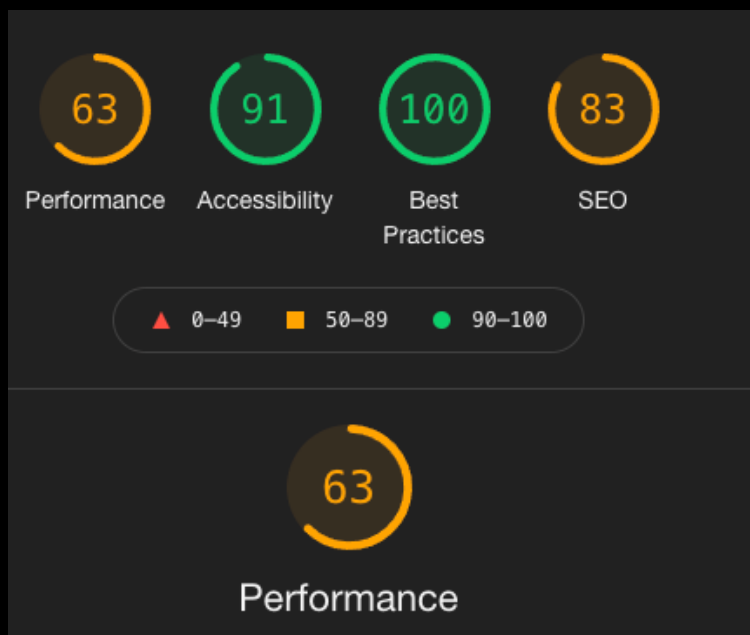 63
91
100
83
Performance
Accessibility
Best
Practices
SEO
0–49
50–89
90–100
63
Performance